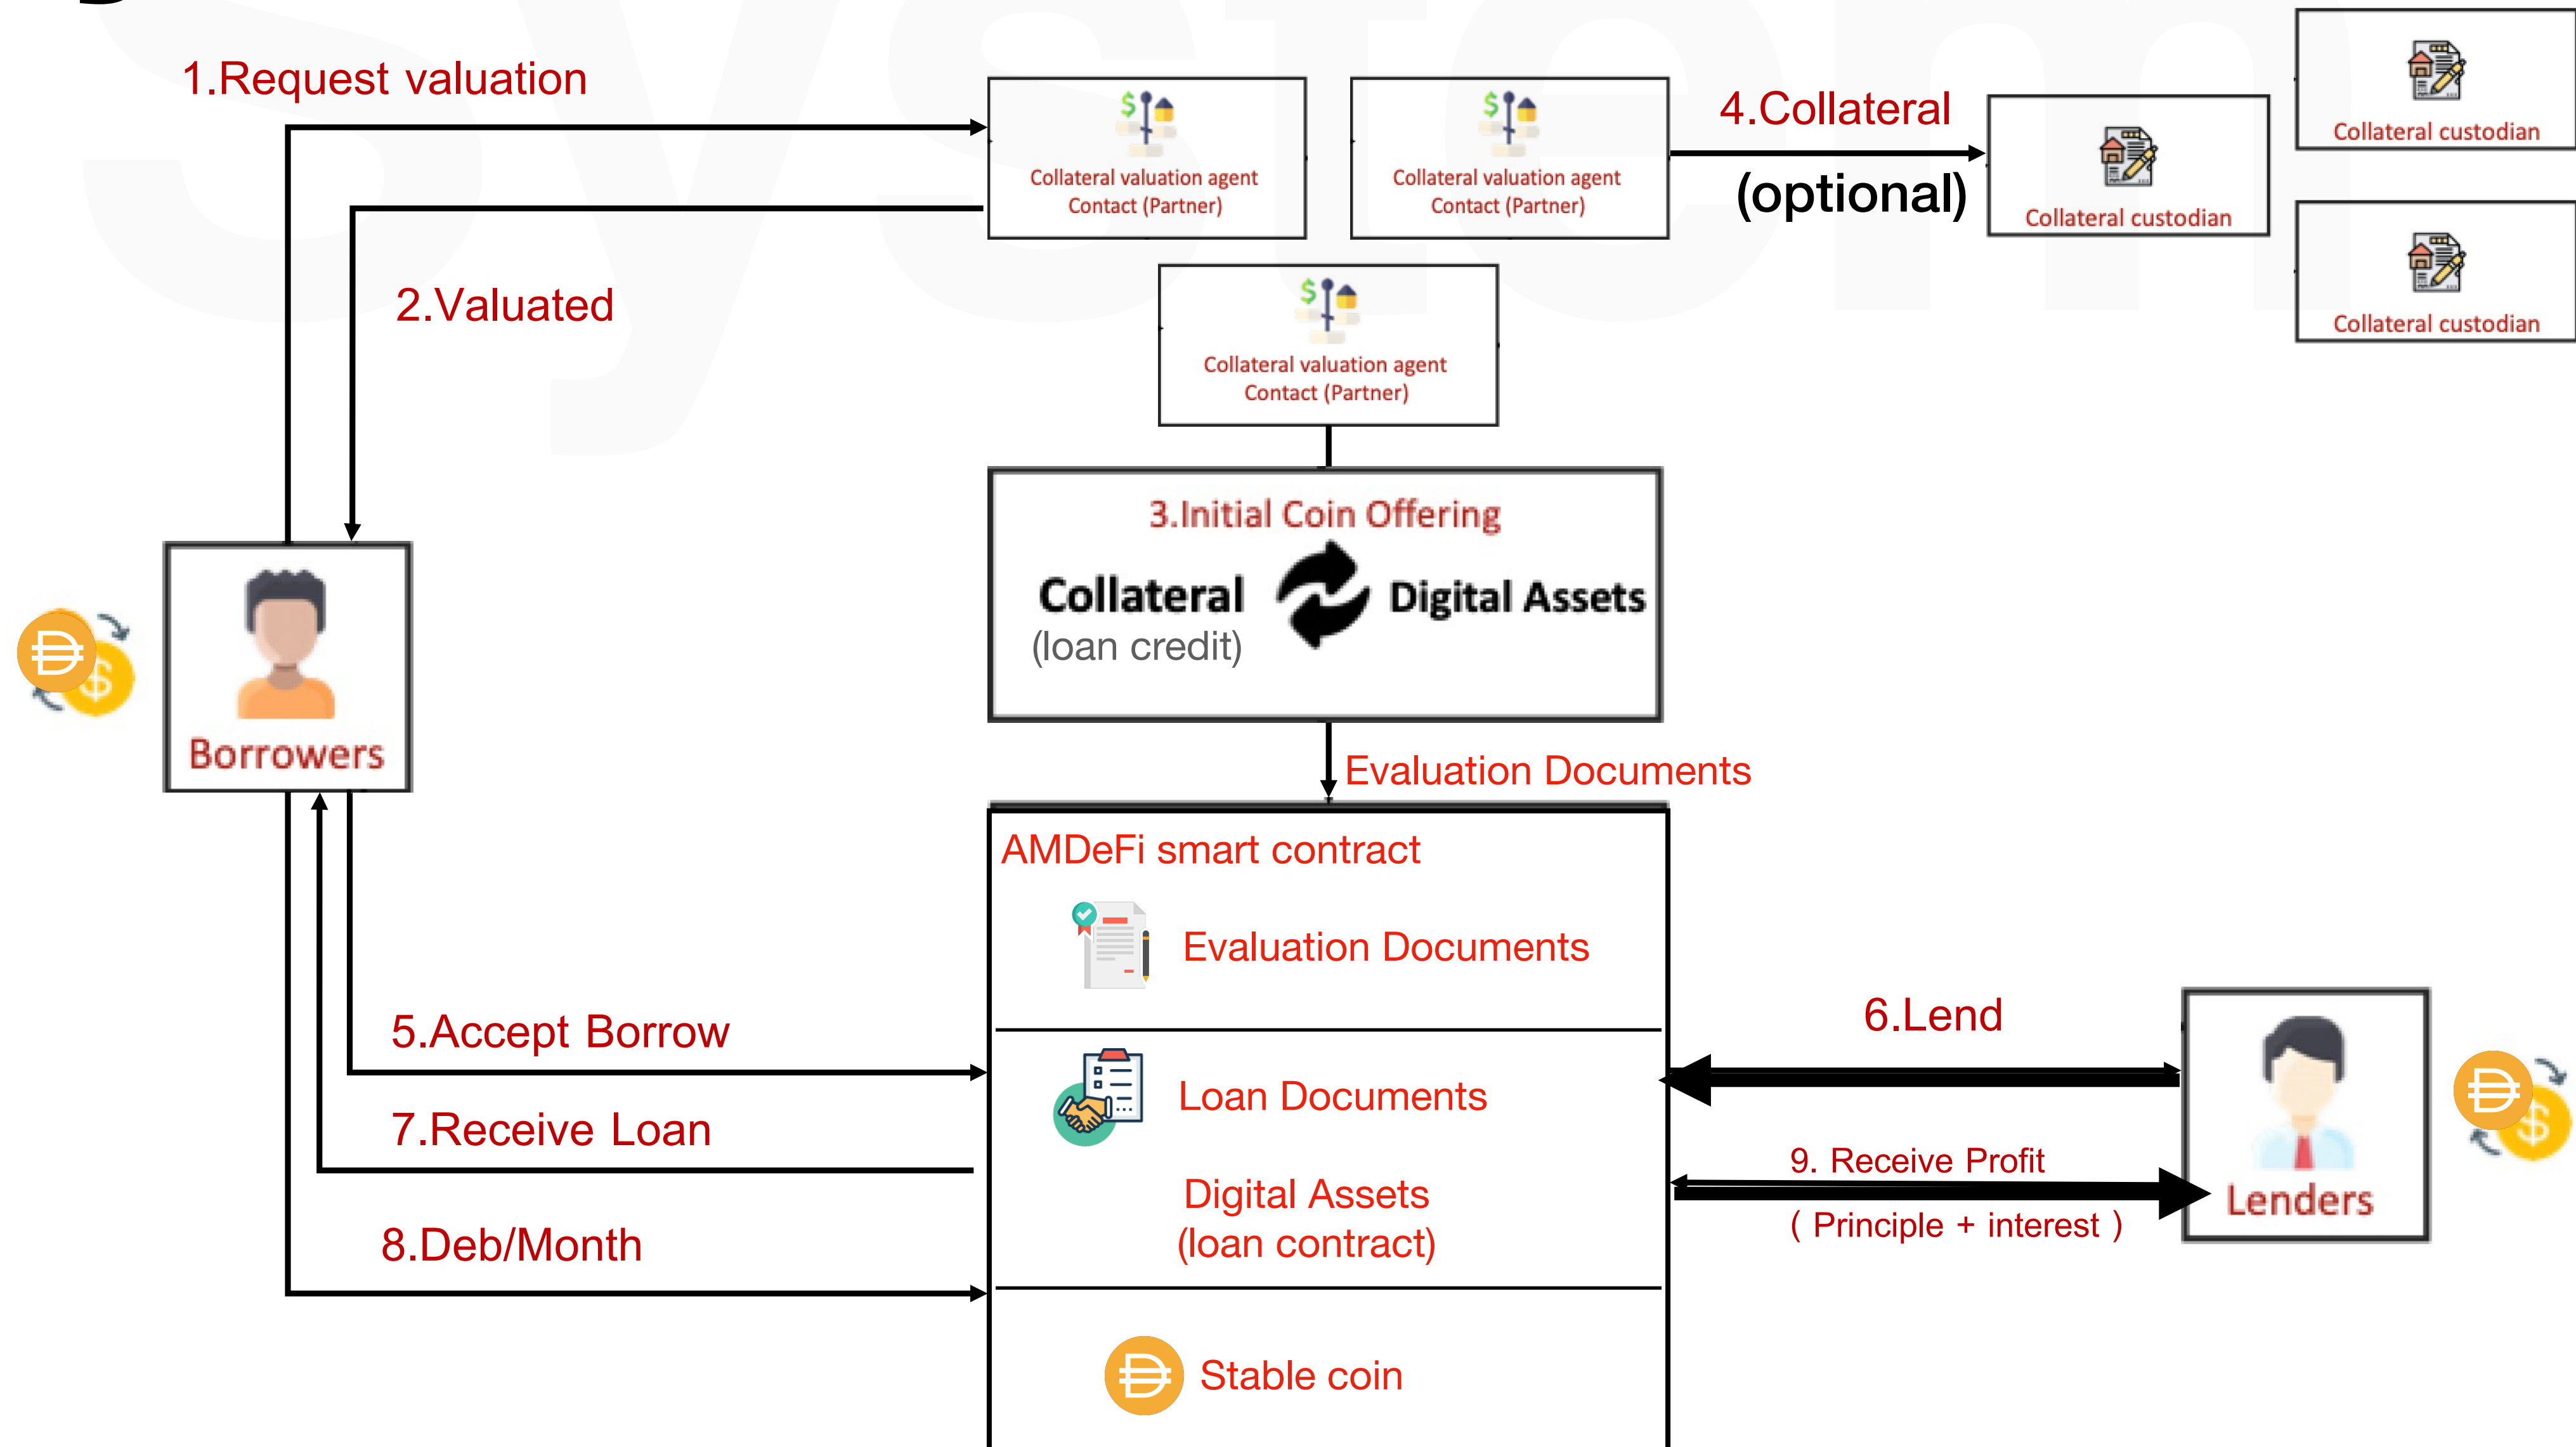 System
1.Request valuation
Collateral valuation agent
Contact (Partner)
Collateral valuation agent
Contact (Partner)
4.Collateral
(optional)
Collateral custodian
Collateral custodian
Collateral custodian
2.Valuated
Collateral valuation agent
Contact (Partner)
3.Initial Coin Offering
Collateral
(loan credit)
Digital Assets
Borrowers
Evaluation Documents
AMDeFi smart contract
Evaluation Documents
5.Accept Borrow
Loan Documents
6.Lend
7.Receive Loan
Digital Assets
(loan contract)
9. Receive Profit
( Principle + interest )
Lenders
8.Deb/Month
Stable coin